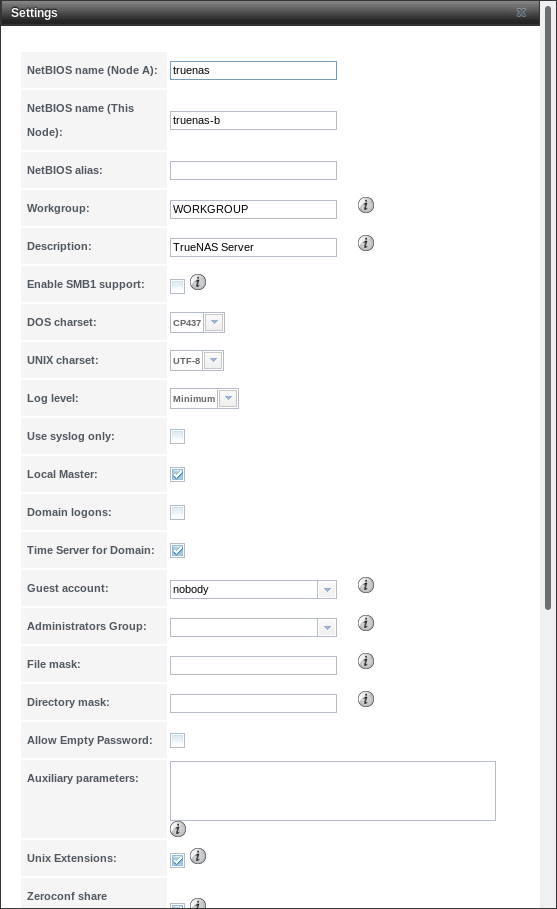 Settings
NetBIOS name (Node A): truenas
NetBIOS name (This
Node): truenas-b
NetBIOS alias:
Workgroup: WORKGROUP
Description: TrueNAS Server
Enable SMB1 support:
DOS charset: CP437
UNIX charset: UTF-8
Log level: Minimum
Use syslog only:
Local Master:
Domain logons:
Time Server for Domain:
Guest account: nobody
Administrators Group:
File mask:
Directory mask:
Allow Empty Password:
Auxiliary parameters:
Unix Extensions:
Zeroconf share